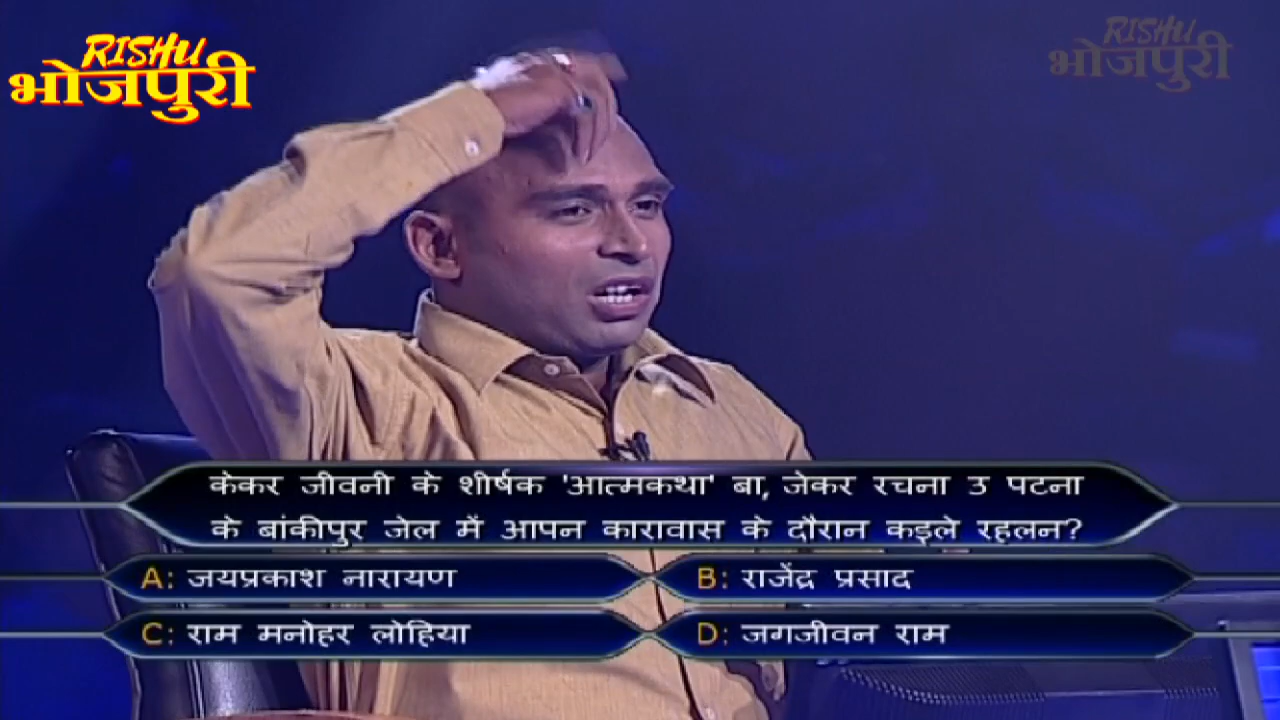 RISHU
भोजपुरी
RISHU
भोजपुरी
केकर जीवनी के शीर्षक 'आत्मकथा' बा, जेकर रचना उ पटना
के बांकीपुर जेल में आपन कारावास के दौरान कइले रहलन?
A: जयप्रकाश नारायण
B: राजेंद्र प्रसाद
C: राम मनोहर लोहिया
D: जगजीवन राम